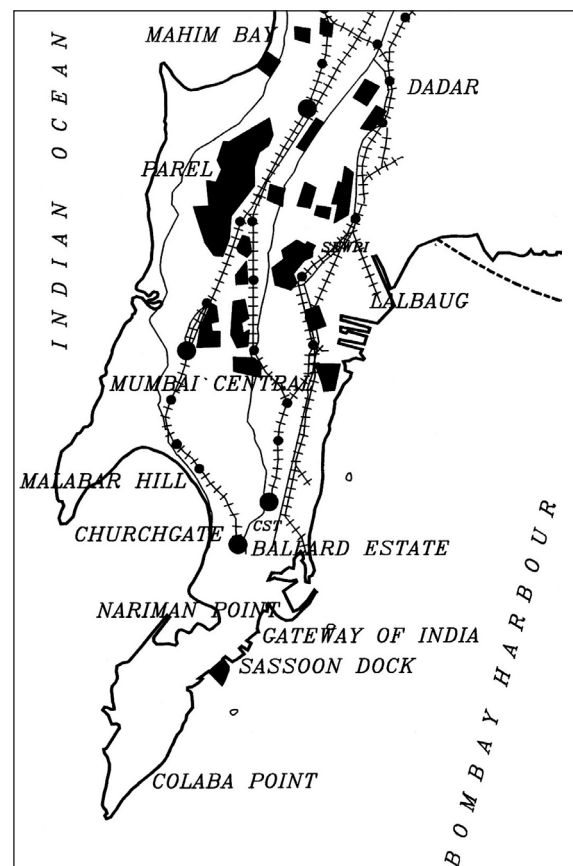 MAHIM BAY
INDIAN OCEAN
DADAR
PAREL
SEWRI
LALBAUG
MUMBAI CENTRAL
MALABAR HILL
CHURCHGATE
CST
BALLARD ESTATE
NARIMAN POINT
GATEWAY OF INDIA
SASSOON DOCK
COLABA POINT
BOMBAY HARBOUR